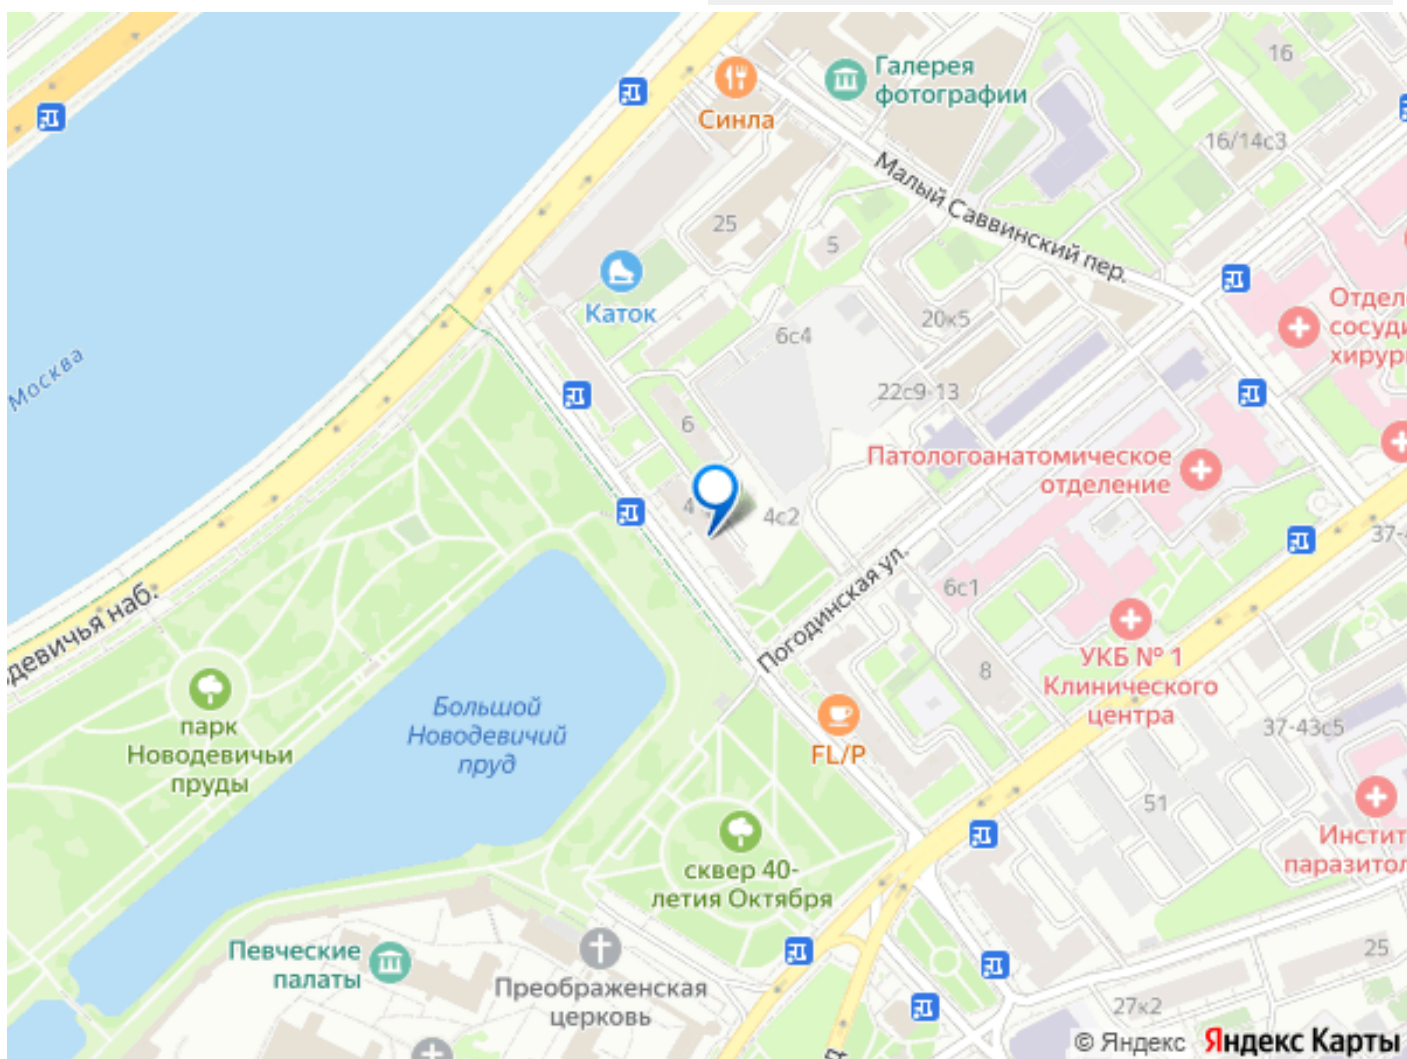 Галерея
фотографии
Синла
16
16/14с3
Малый Саввинский пер.
25
5
Каток
20к5
6с4
Отдел
сосуди
хирур
Москва
22с9-13
6
Патологоанатомическое
отделение
4
4с2
37-
Погодинская ул.
6с1
девичья наб.
УКБ № 1
Клинического
центра
8
Большой
Новодевичий
пруд
парк
Новодевичьи
пруды
FL/P
37-43с5
51
Инстит
паразитол
сквер 40-
летия Октября
Певческие
палаты
Преображенская
церковь
25
27к2
© Яндекс Яндекс Карты